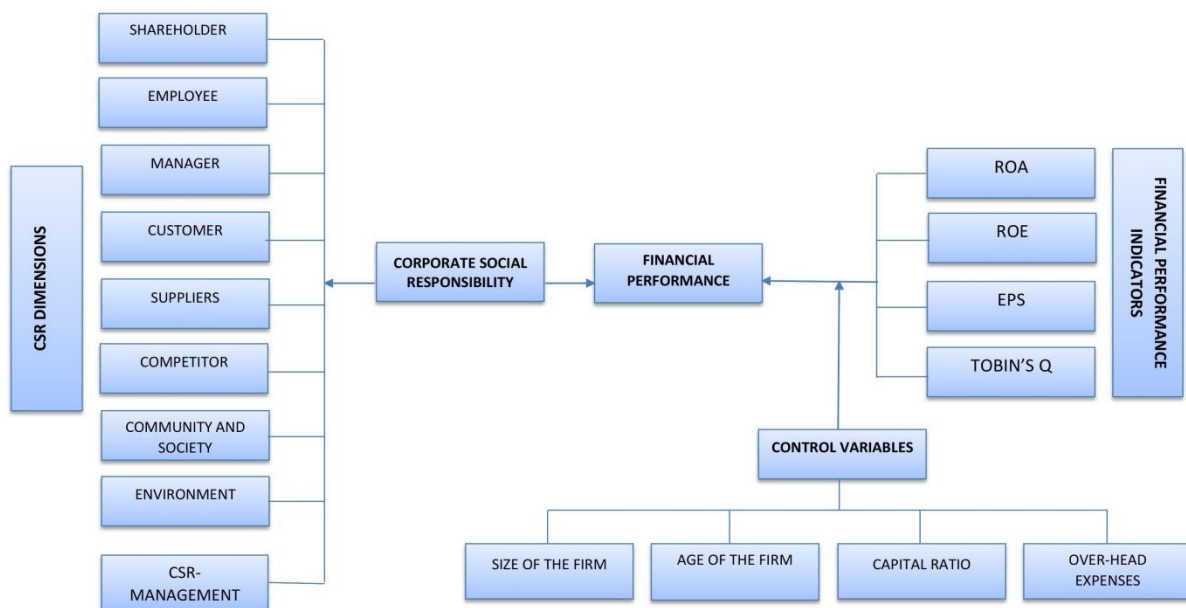 CSR DIMENSIONS
SHAREHOLDER
EMPLOYEE
MANAGER
CUSTOMER
SUPPLIERS
COMPETITOR
COMMUNITY AND
SOCIETY
ENVIRONMENT
CSR-
MANAGEMENT
CORPORATE SOCIAL
RESPONSIBILITY
FINANCIAL
PERFORMANCE
ROA
ROE
EPS
TOBIN’S Q
FINANCIAL PERFORMANCE
INDICATORS
CONTROL VARIABLES
SIZE OF THE FIRM
AGE OF THE FIRM
CAPITAL RATIO
OVER-HEAD
EXPENSES